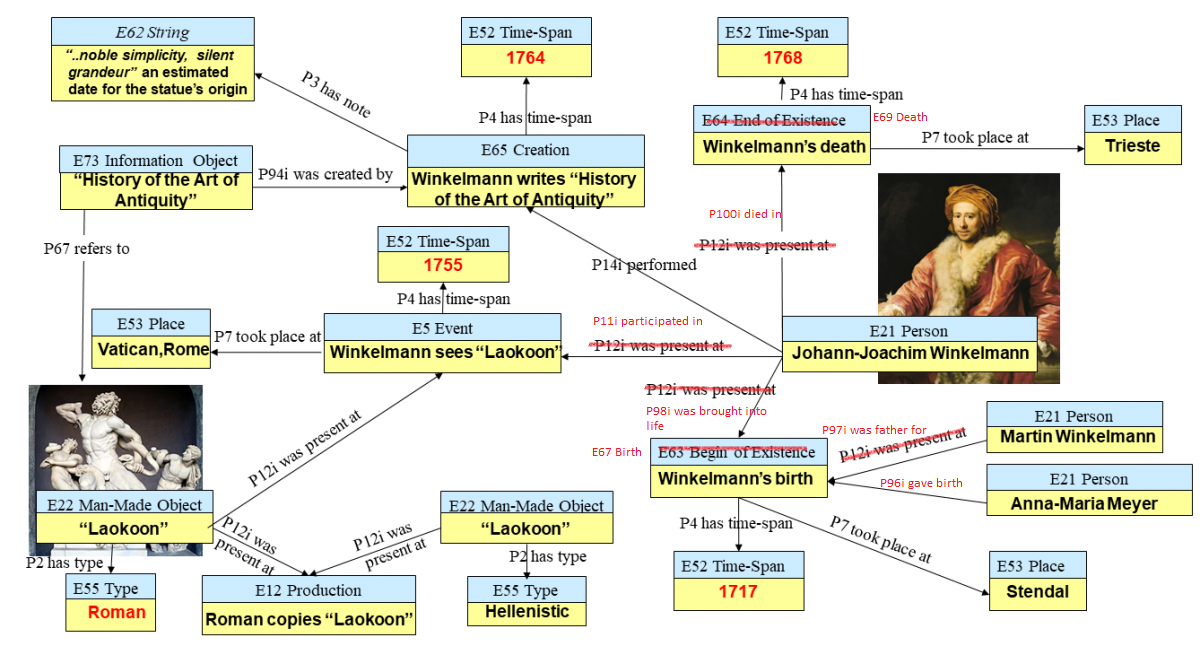 E62 String
“..noble simplicity, silent
grandeur” an estimated
date for the statue’s origin
P3 has note
E52 Time-Span
1764
P4 has time-span
E52 Time-Span
1768
P4 has time-span
E64 End of Existence
E69 Death
Winkelmann’s death
P7 took place at
E53 Place
Trieste
E73 Information Object
“History of the Art of
Antiquity”
P94i was created by
E65 Creation
Winkelmann writes “History
of the Art of Antiquity”
P67 refers to
P100i died in
P12i was present at
P14i performed
E52 Time-Span
1755
P4 has time-span
E53 Place
Vatican,Rome
P7 took place at
E5 Event
Winkelmann sees “Laokoon”
P11i participated in
P12i was present at
E21 Person
Johann-Joachim Winkelmann
P12i was present at
P98i was brought into
life
E67 Birth
E63 Begin of Existence
Winkelmann’s birth
P97i was father for
P12i was present at
E21 Person
Martin Winkelmann
P96i gave birth
E21 Person
Anna-Maria Meyer
P12i was present at
E22 Man-Made Object
“Laokoon”
P12i was
present at
P12i was
present at
E22 Man-Made Object
“Laokoon”
P2 has type
E55 Type
Roman
E12 Production
Roman copies “Laokoon”
P2 has type
E55 Type
Hellenistic
P4 has time-span
E52 Time-Span
1717
P7 took place at
E53 Place
Stendal